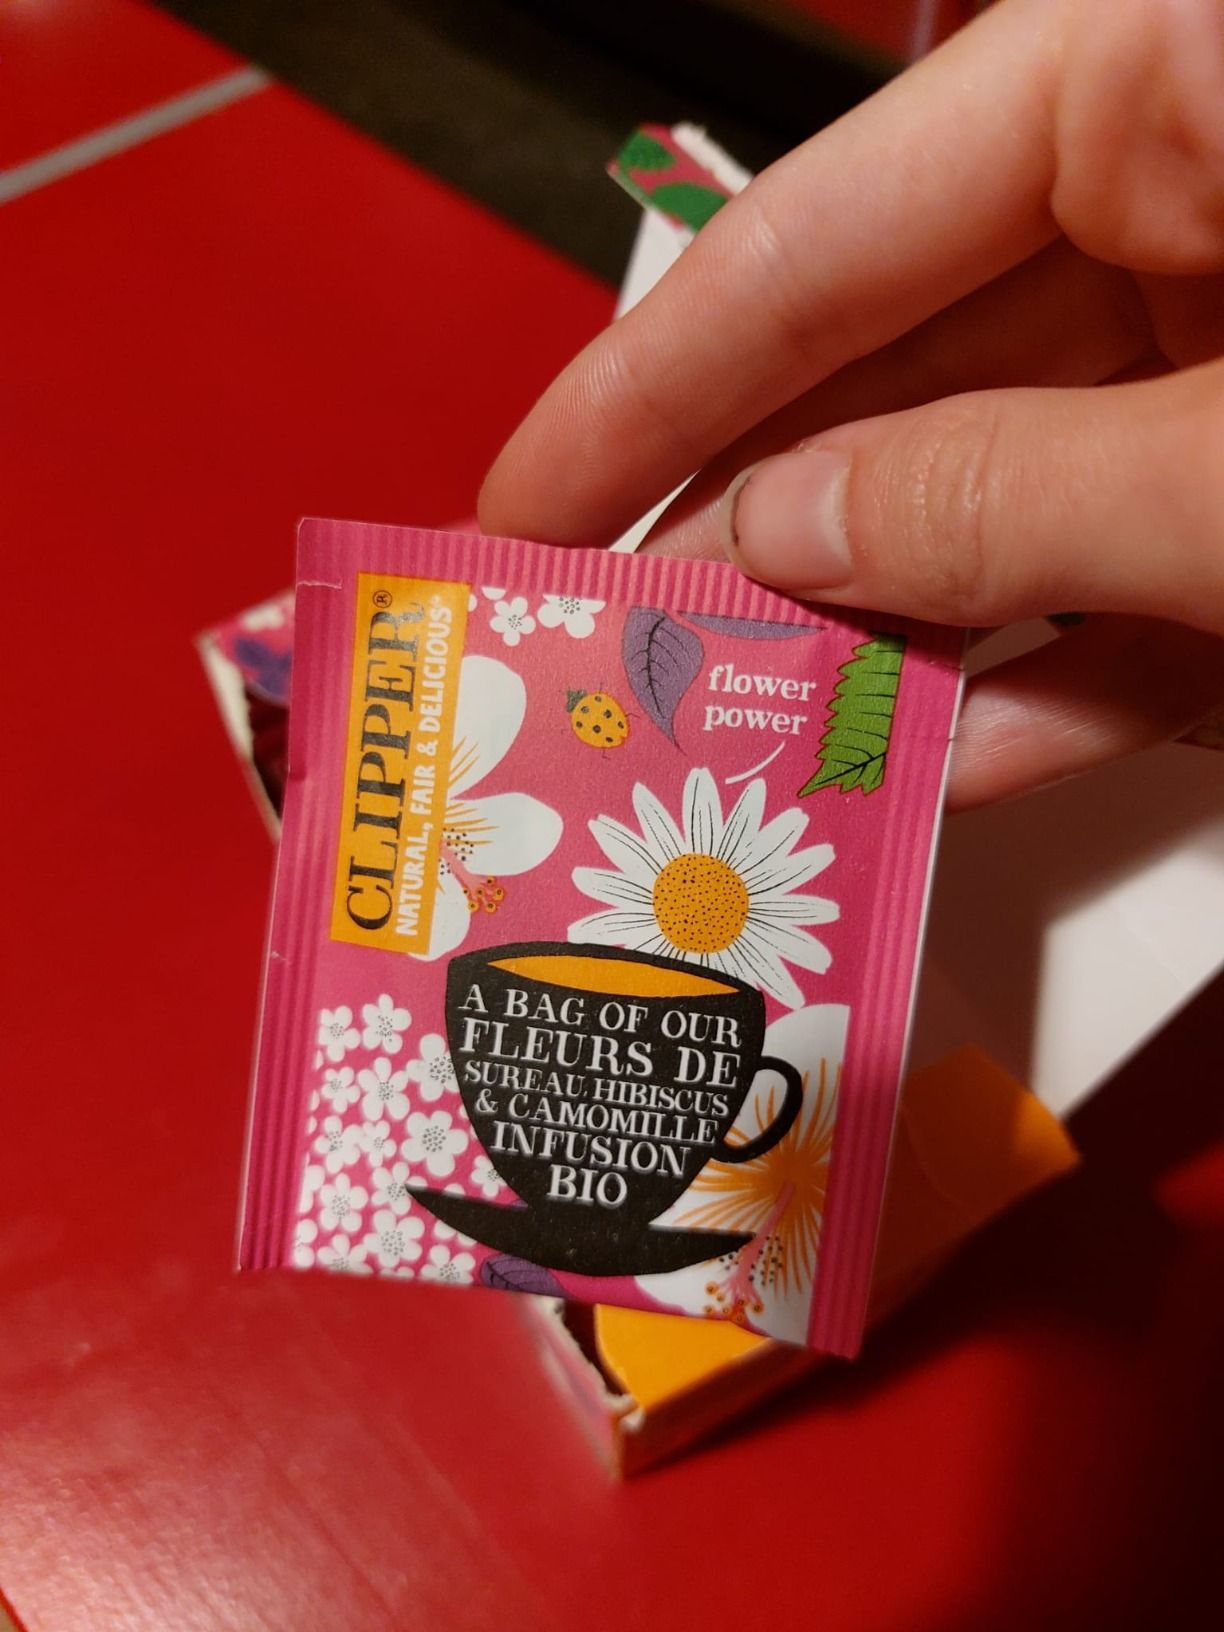 CLIPPER®
NATURAL, FAIR & DELICIOUS®
flower
power
A BAG OF OUR
FLEURS DE
SUREAU, HIBISCUS
& CAMOMILLE
INFUSION
BIO